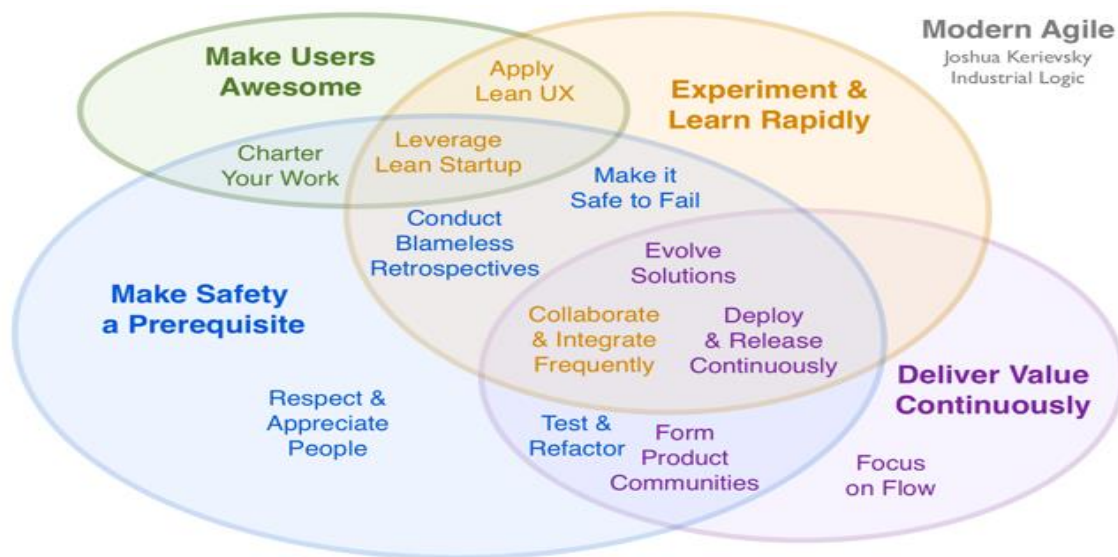 Modern Agile
Joshua Kerievsky
Industrial Logic
Make Users
Awesome
Apply
Lean UX
Experiment &
Learn Rapidly
Charter
Your Work
Leverage
Lean Startup
Make it
Safe to Fail
Conduct
Blameless
Retrospectives
Evolve
Solutions
Make Safety
a Prerequisite
Collaborate
& Integrate
Frequently
Deploy
& Release
Continuously
Deliver Value
Continuously
Respect &
Appreciate
People
Test &
Refactor
Form
Product
Communities
Focus
on Flow